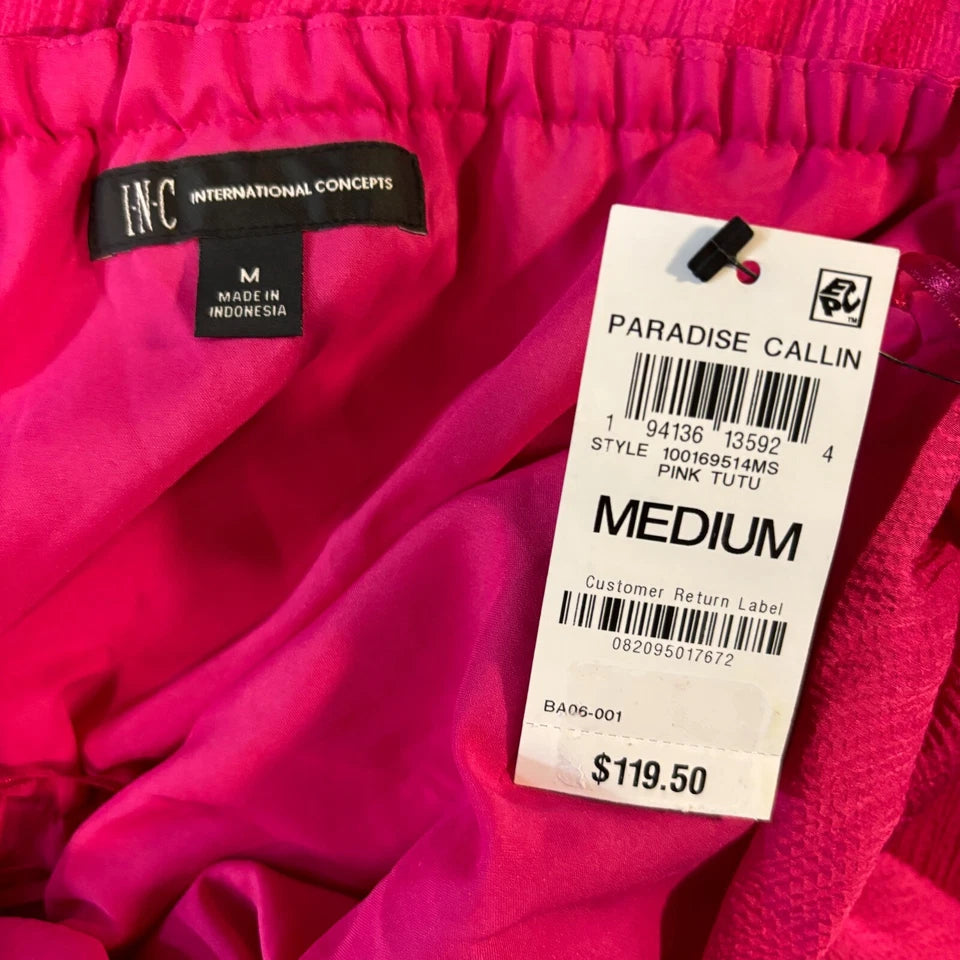 I·N·C INTERNATIONAL CONCEPTS
M
MADE IN
INDONESIA
EPC™
PARADISE CALLIN
1 94136 13592 4
STYLE 100169514MS
PINK TUTU
MEDIUM
Customer Return Label
082095017672
BA06-001
$119.50